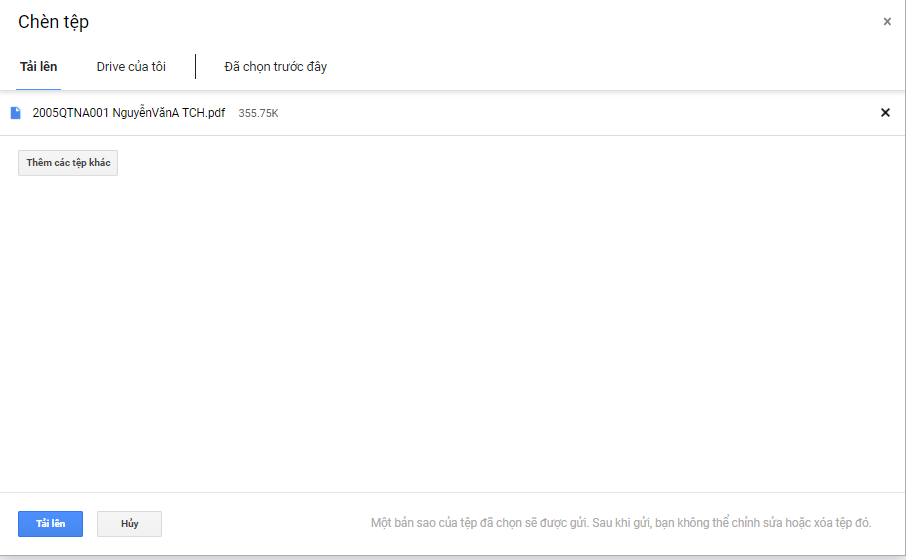 Chèn tệp
×
Tải lên Drive của tôi Đã chọn trước đây
2005QTNA001 NguyễnVănA TCH.pdf 355.75K ×
Thêm các tệp khác
Tải lên Hủy Một bản sao của tệp đã chọn sẽ được gửi. Sau khi gửi, bạn không thể chỉnh sửa hoặc xóa tệp đó.